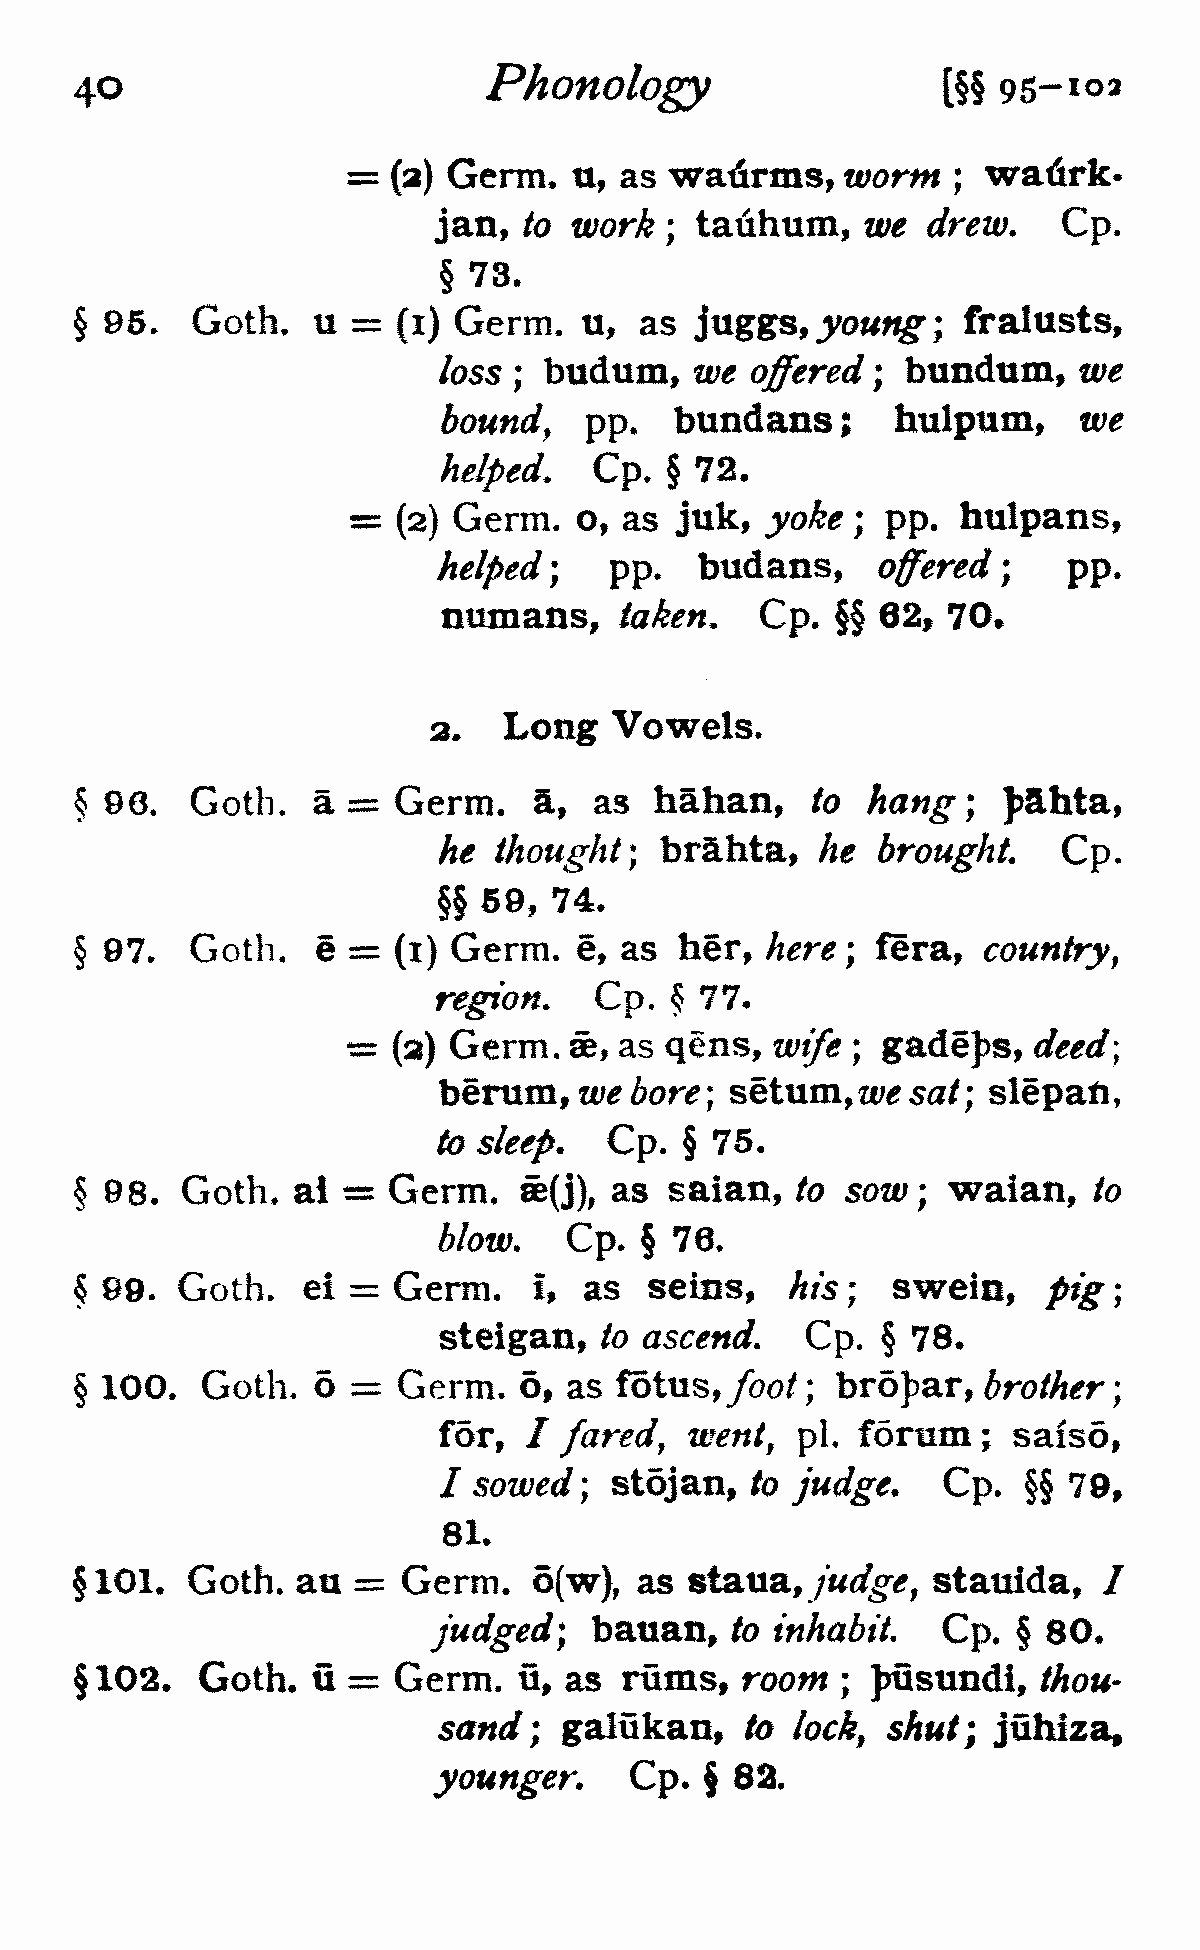 40 Phonology [§§ 95–102
= (2) Germ. u, as waúrms, worm ; waúrk-
jan, to work ; taúhum, we drew. Cp.
§ 73.
§ 95. Goth. u = (1) Germ. u, as juggs, young ; fralusts,
loss ; budum, we offered ; bundum, we
bound, pp. bundans ; hulpum, we
helped. Cp. § 72.
= (2) Germ. o, as juk, yoke ; pp. hulpans,
helped ; pp. budans, offered ; pp.
numans, taken. Cp. §§ 62, 70.
2. Long Vowels.
§ 96. Goth. ā = Germ. ā, as hāhan, to hang ; þāhta,
he thought ; brāhta, he brought. Cp.
§§ 59, 74.
§ 97. Goth. ē = (1) Germ. ē, as hēr, here ; fēra, country,
region. Cp. § 77.
= (2) Germ. ǣ, as qēns, wife ; gadēþs, deed ;
bērum, we bore ; sētum, we sat ; slēpan,
to sleep. Cp. § 75.
§ 98. Goth. ai = Germ. ǣ(j), as saian, to sow ; waian, to
blow. Cp. § 76.
§ 99. Goth. ei = Germ. ī, as seins, his ; swein, pig ;
steigan, to ascend. Cp. § 78.
§ 100. Goth. ō = Germ. ō, as fōtus, foot ; brōþar, brother ;
fōr, I fared, went, pl. fōrum ; saísō,
I sowed ; stōjan, to judge. Cp. §§ 79,
81.
§ 101. Goth. au = Germ. ō(w), as staua, judge, stauida, I
judged ; bauan, to inhabit. Cp. § 80.
§ 102. Goth. ū = Germ. ū, as rūms, room ; þūsundi, thou-
sand ; galūkan, to lock, shut ; jūhiza,
younger. Cp. § 82.